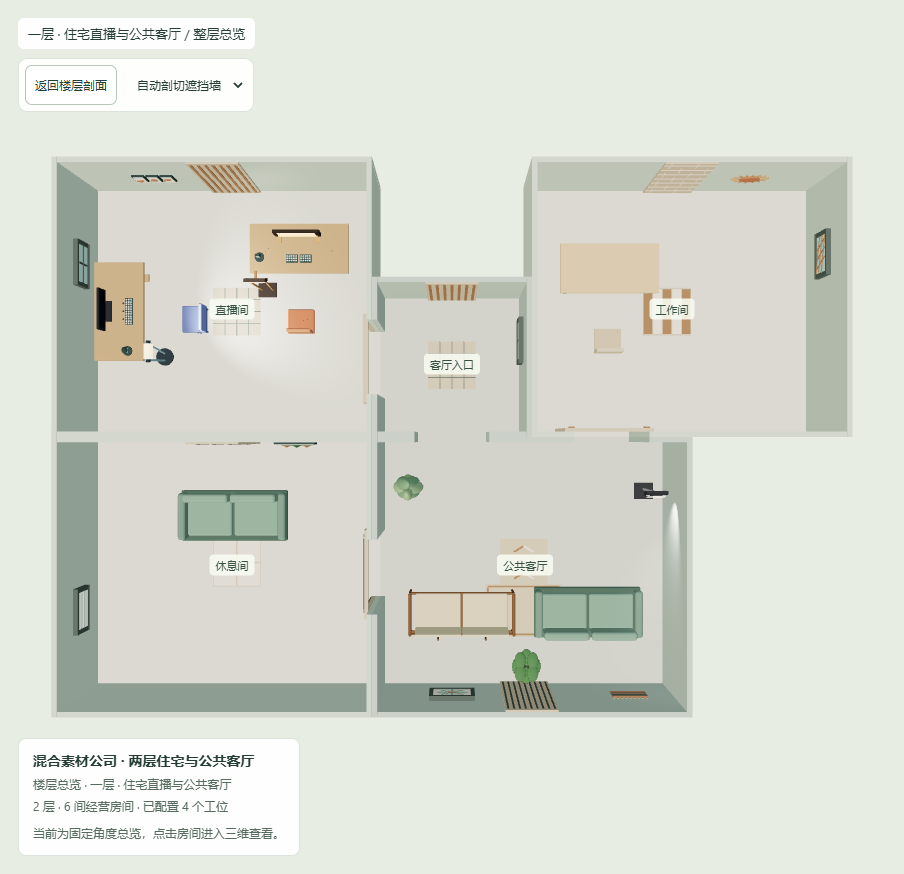 一层 · 住宅直播与公共客厅 / 整层总览
返回楼层剖面
自动剖切遮挡墙
直播间
工作间
客厅入口
休息间
公共客厅
混合素材公司 · 两层住宅与公共客厅
楼层总览 · 一层 · 住宅直播与公共客厅
2 层 · 6 间经营房间 · 已配置 4 个工位
当前为固定角度总览，点击房间进入三维查看。